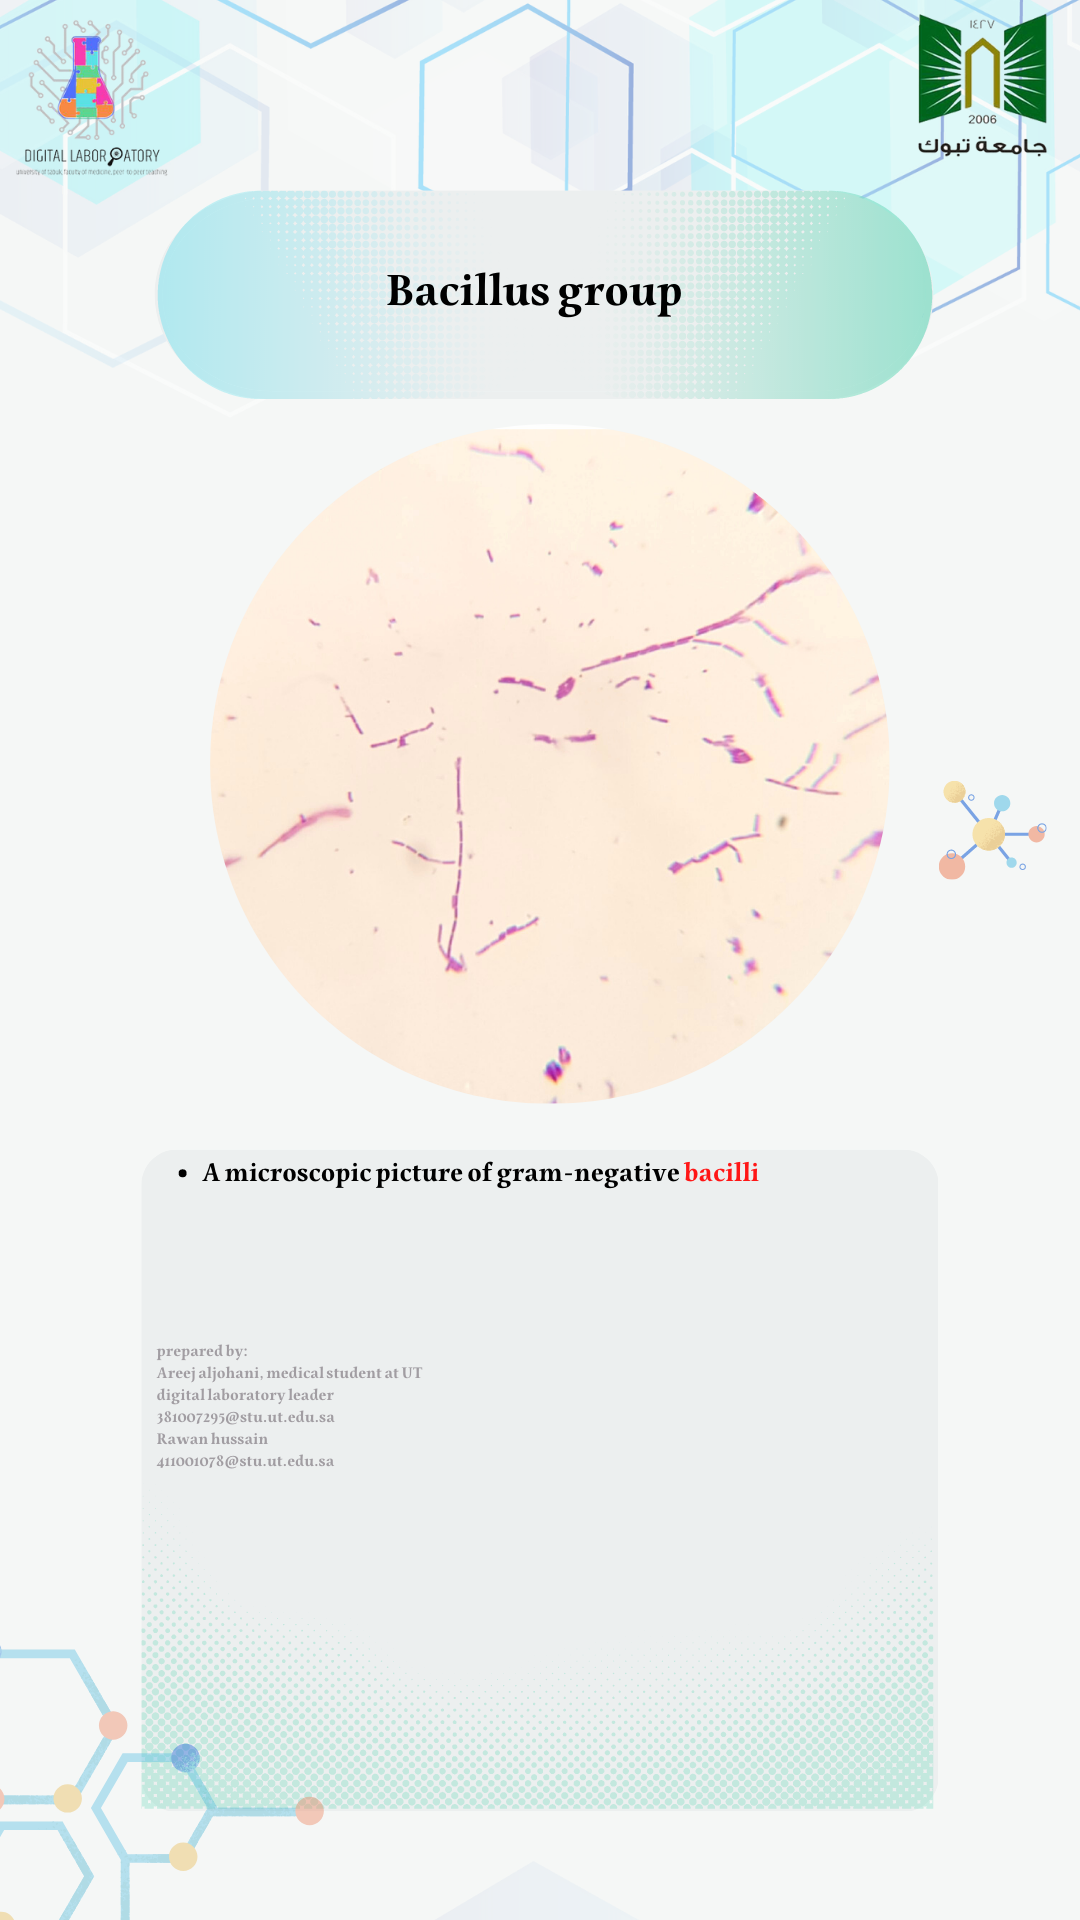 ١٤٢٧
2006
جامعة تبوك
DIGITAL LABORATORY
university of tabuk, faculty of medicine, peer-to-peer teaching
Bacillus group
• A microscopic picture of gram-negative bacilli
prepared by:
Areej aljohani, medical student at UT
digital laboratory leader
381007295@stu.ut.edu.sa
Rawan hussain
411001078@stu.ut.edu.sa